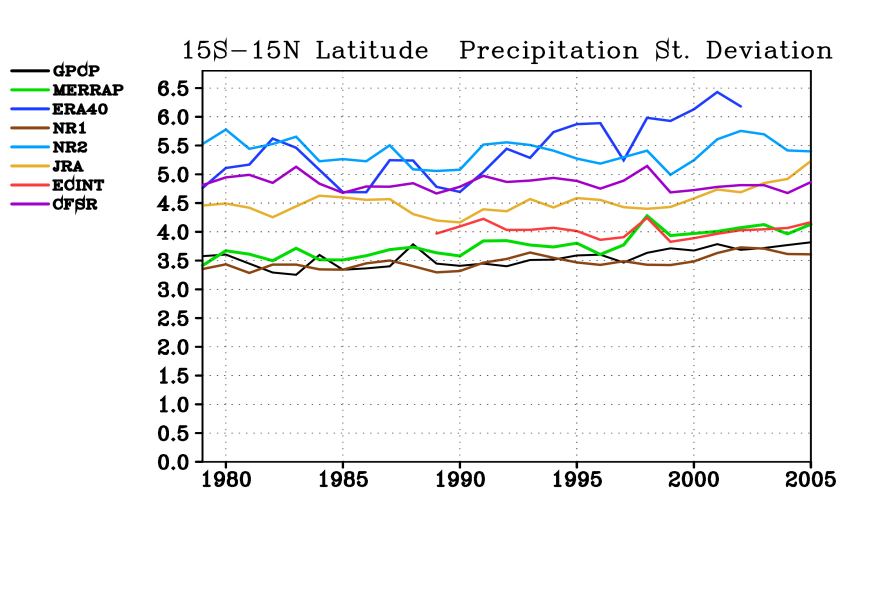 15S−15N Latitude  Precipitation St. Deviation
GPCP
MERRAP
ERA40
NR1
NR2
JRA
ECINT
CFSR
6.5
6.0
5.5
5.0
4.5
4.0
3.5
3.0
2.5
2.0
1.5
1.0
0.5
0.0
1980 1985 1990 1995 2000 2005